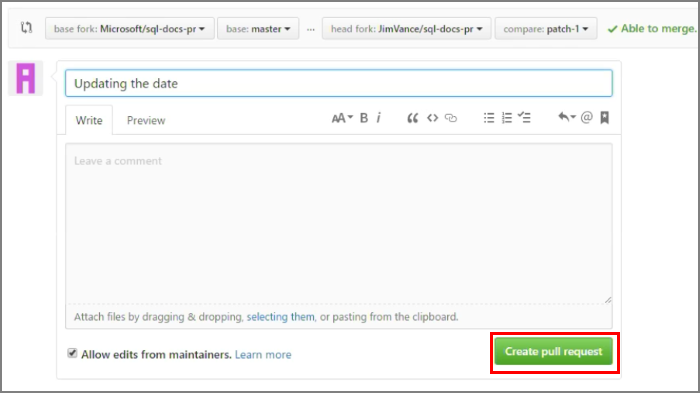 base fork: Microsoft/sql-docs-pr base: master ... head fork: JimVance/sql-docs-pr compare: patch-1 ✓ Able to merge.
Updating the date
Write Preview AA B i “ <> @
Leave a comment
Attach files by dragging & dropping, selecting them, or pasting from the clipboard.
Allow edits from maintainers. Learn more Create pull request